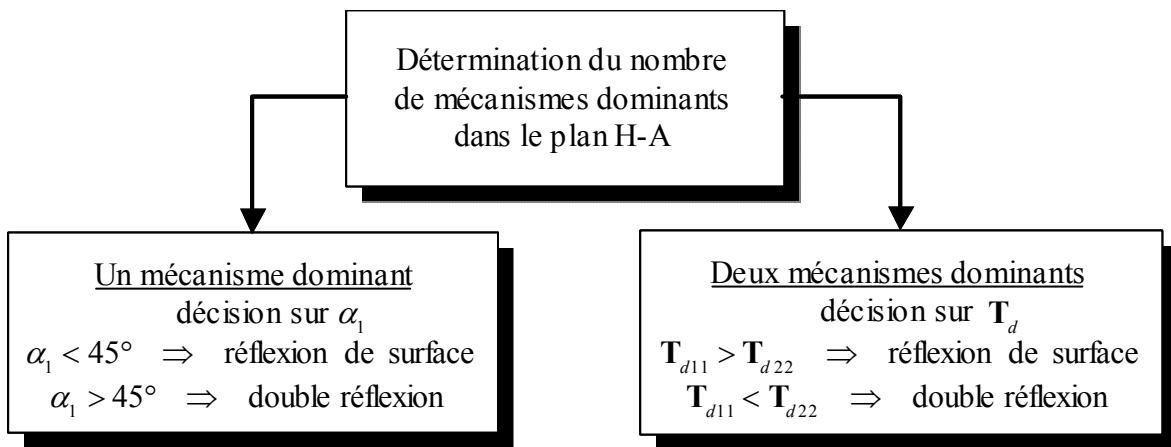 Détermination du nombre
de mécanismes dominants
dans le plan H-A
Un mécanisme dominant
décision sur α₁
α₁ < 45° ⇒ réflexion de surface
α₁ > 45° ⇒ double réflexion
Deux mécanismes dominants
décision sur T_d
T_d11 > T_d22 ⇒ réflexion de surface
T_d11 < T_d22 ⇒ double réflexion